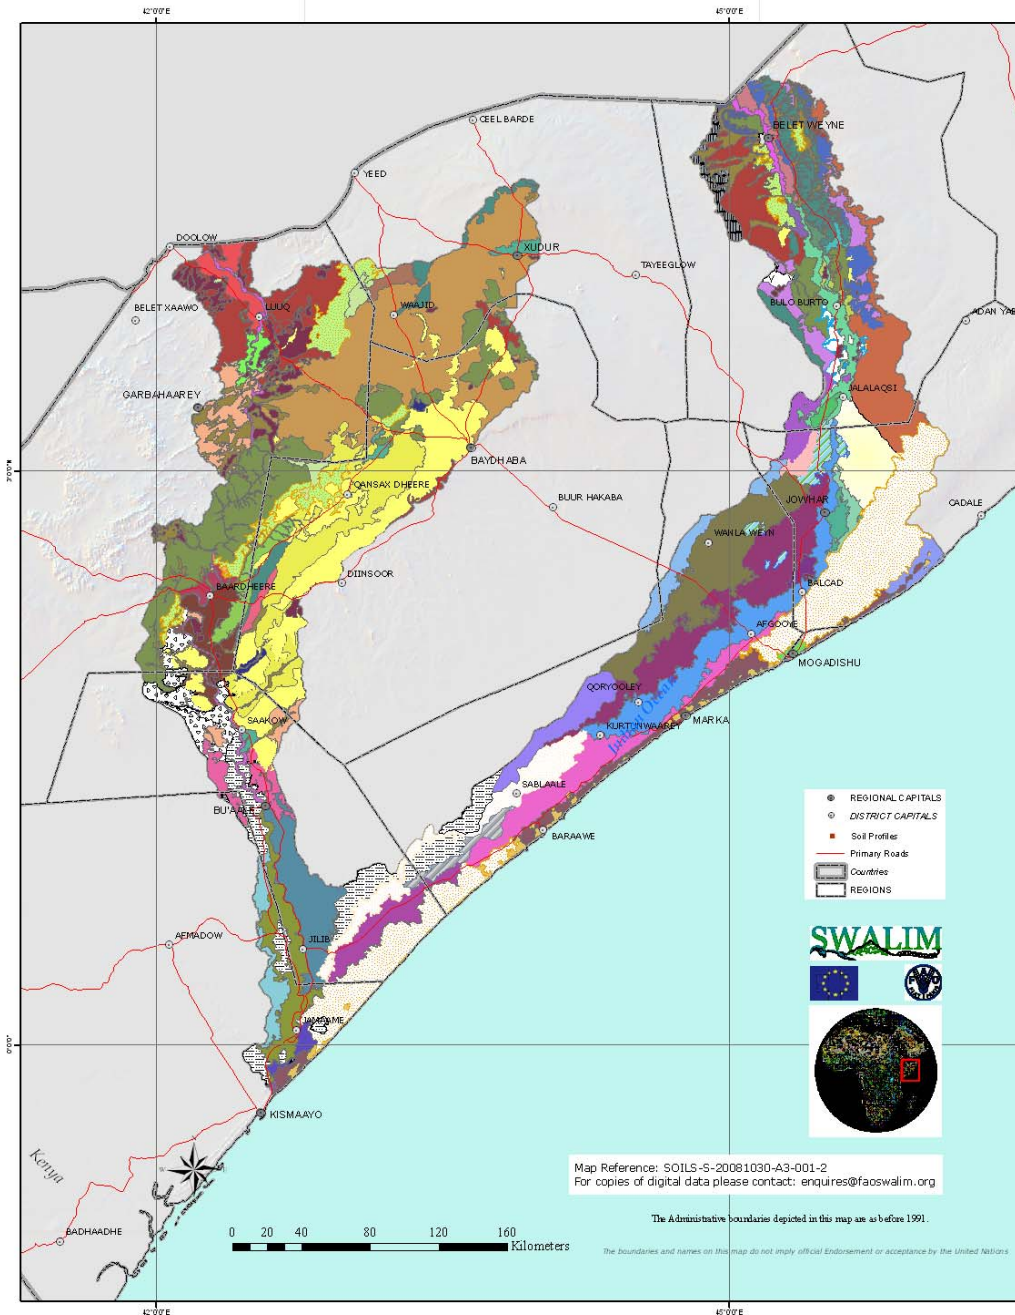 42°0'0"E
45°0'0"E
CEEL BARDE
BELET WEYNE
YEED
DOOLOW
XUDUR
TAYEEGLOW
BELET XAAWO
LUUQ
WAAJID
BULO BURTO
ADAN YAB
GARBAHAAREY
JALALAQSI
BAYDHABA
QANSAX DHEERE
BUUR HAKABA
JOWHAR
CADALE
WANLA WEYN
DIINSOOR
BAARDHEERE
BALCAD
AFGOOYE
MOGADISHU
QORYOOLEY
Indian Ocean
MARKA
SAAKOW
KURTUNWAAREY
SABLAALE
BU'AALE
BARAAWE
REGIONAL CAPITALS
DISTRICT CAPITALS
Soil Profiles
Primary Roads
Countries
REGIONS
AFMADOW
JILIB
SWALIM
JAMAAME
0°0'0"
KISMAAYO
Kenya
Map Reference: SOILS-S-20081030-A3-001-2
For copies of digital data please contact: enquires@faoswalim.org
The Administrative boundaries depicted in this map are as before 1991.
BADHAADHE
0 20 40 80 120 160
Kilometers
The boundaries and names on this map do not imply official Endorsement or acceptance by the United Nations
42°0'0"E
45°0'0"E